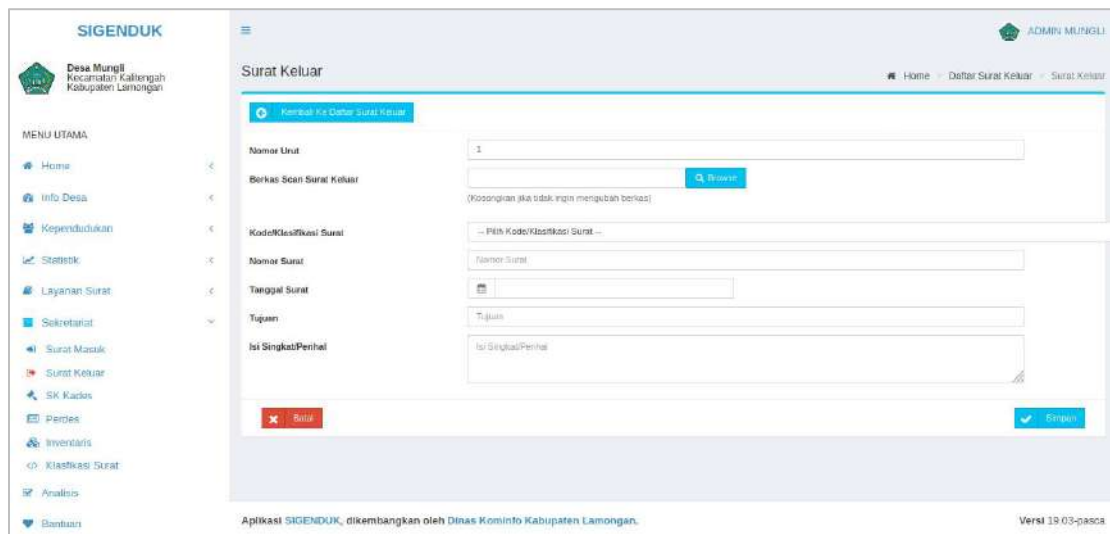 SIGENDUK
ADMIN MUNGLI
Desa Mungli
Kecamatan Kalitengah
Kabupaten Lamongan
Surat Keluar
Home
Daftar Surat Keluar
Surat Keluar
Kembali Ke Daftar Surat Keluar
MENU UTAMA
Home
Info Desa
Kependudukan
Statistik
Layanan Surat
Sekretariat
Surat Masuk
Surat Keluar
SK Kades
Perdes
Inventaris
Klasfikasi Surat
Analisis
Bantuan
Nomor Urut
1
Berkas Scan Surat Keluar
Browse
(Kosongkan jika tidak ingin mengubah berkas)
Kode/Klasifikasi Surat
-- Pilih Kode/Klasifikasi Surat --
Nomor Surat
Nomor Surat
Tanggal Surat
Tujuan
Tujuan
Isi Singkat/Perihal
Isi Singkat/Perihal
Batal
Simpan
Aplikasi SIGENDUK, dikembangkan oleh Dinas Kominfo Kabupaten Lamongan.
Versi 19.03-pasca